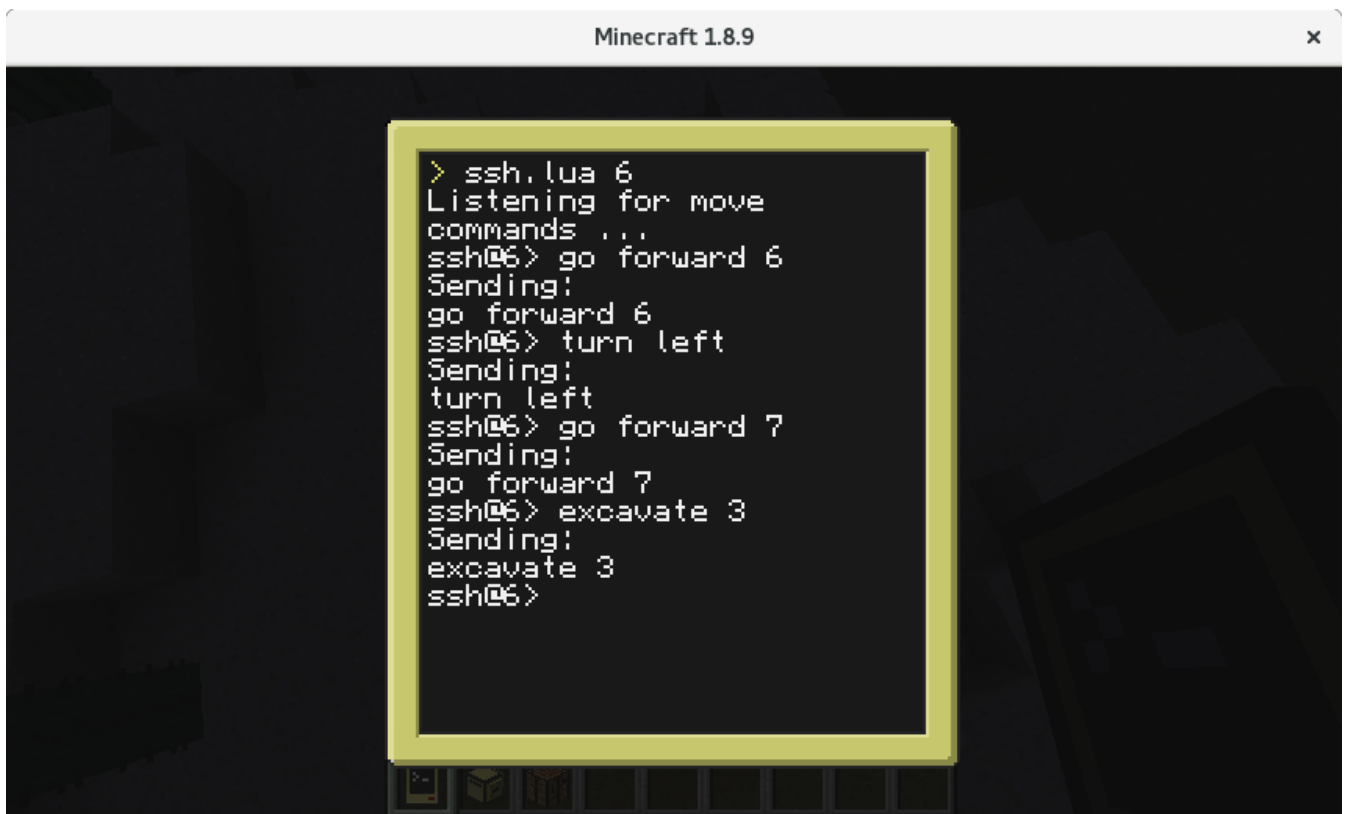 Minecraft 1.8.9
×
> ssh.lua 6
Listening for move
commands ...
ssh@6> go forward 6
Sending:
go forward 6
ssh@6> turn left
Sending:
turn left
ssh@6> go forward 7
Sending:
go forward 7
ssh@6> excavate 3
Sending:
excavate 3
ssh@6>